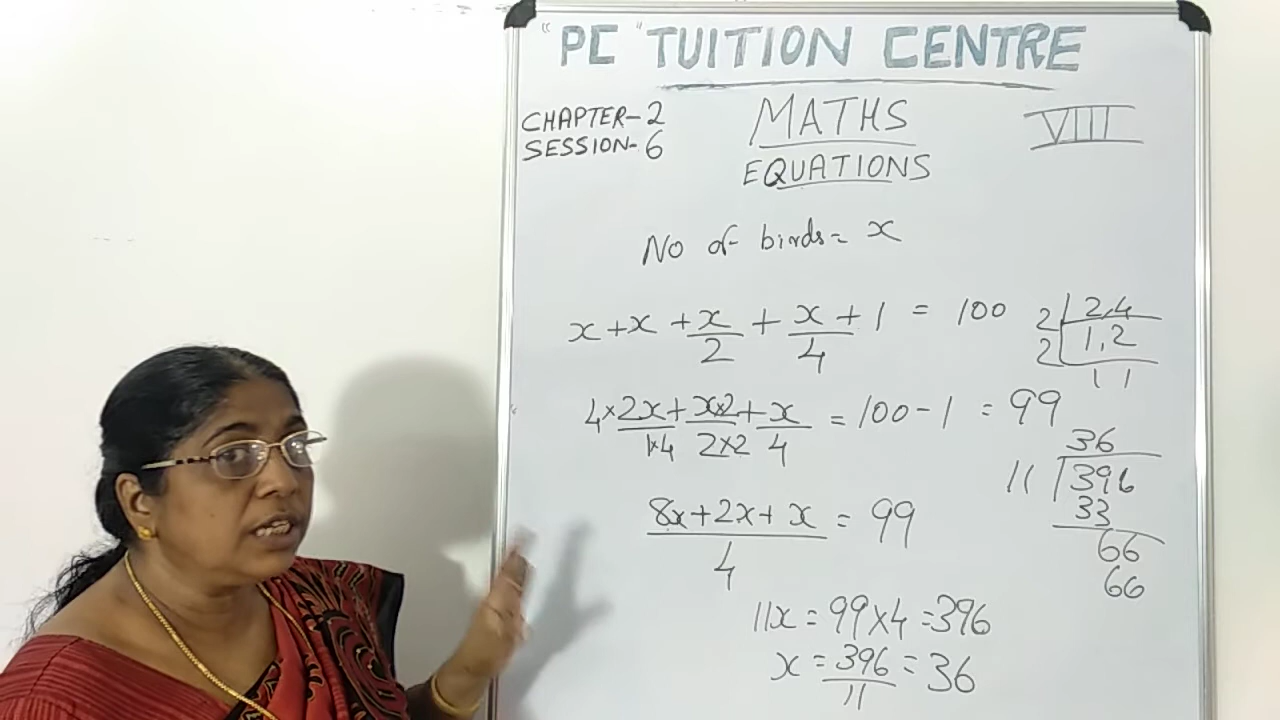 "PC" TUITION CENTRE
CHAPTER-2
SESSION-6
MATHS
EQUATIONS
VIII
No of birds = x
x + x + x/2 + x/4 + 1 = 100
4×2x/1×4 + x×2/2×2 + x/4 = 100 - 1 = 99
8x + 2x + x/4 = 99
11x = 99 × 4 = 396
x = 396/11 = 36
2 | 2, 4
2 | 1, 2
1 1
36
11 | 396
33
66
66